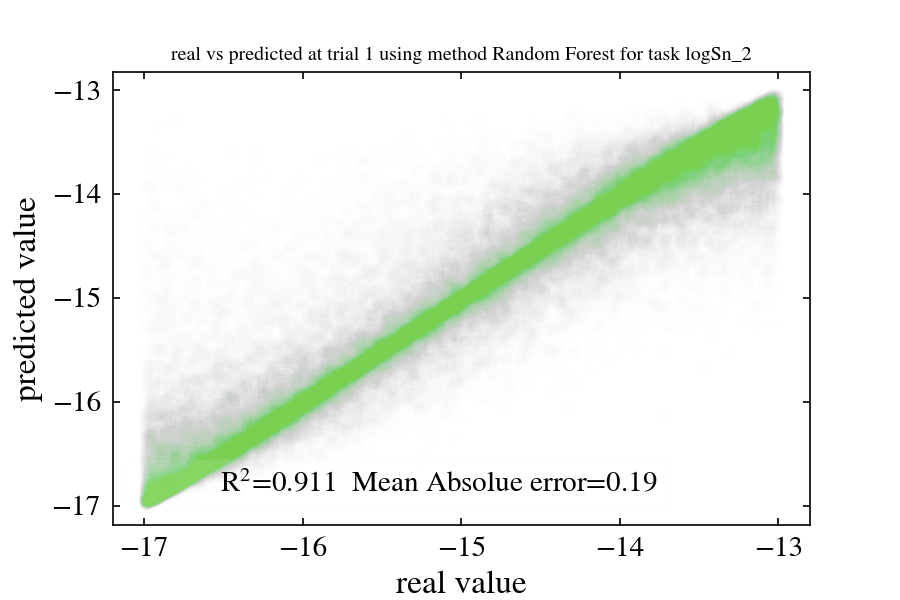 real vs predicted at trial 1 using method Random Forest for task logSn_2
−13
−14
−15
−16
−17
predicted value
R²=0.911 Mean Absolue error=0.19
−17 −16 −15 −14 −13
real value